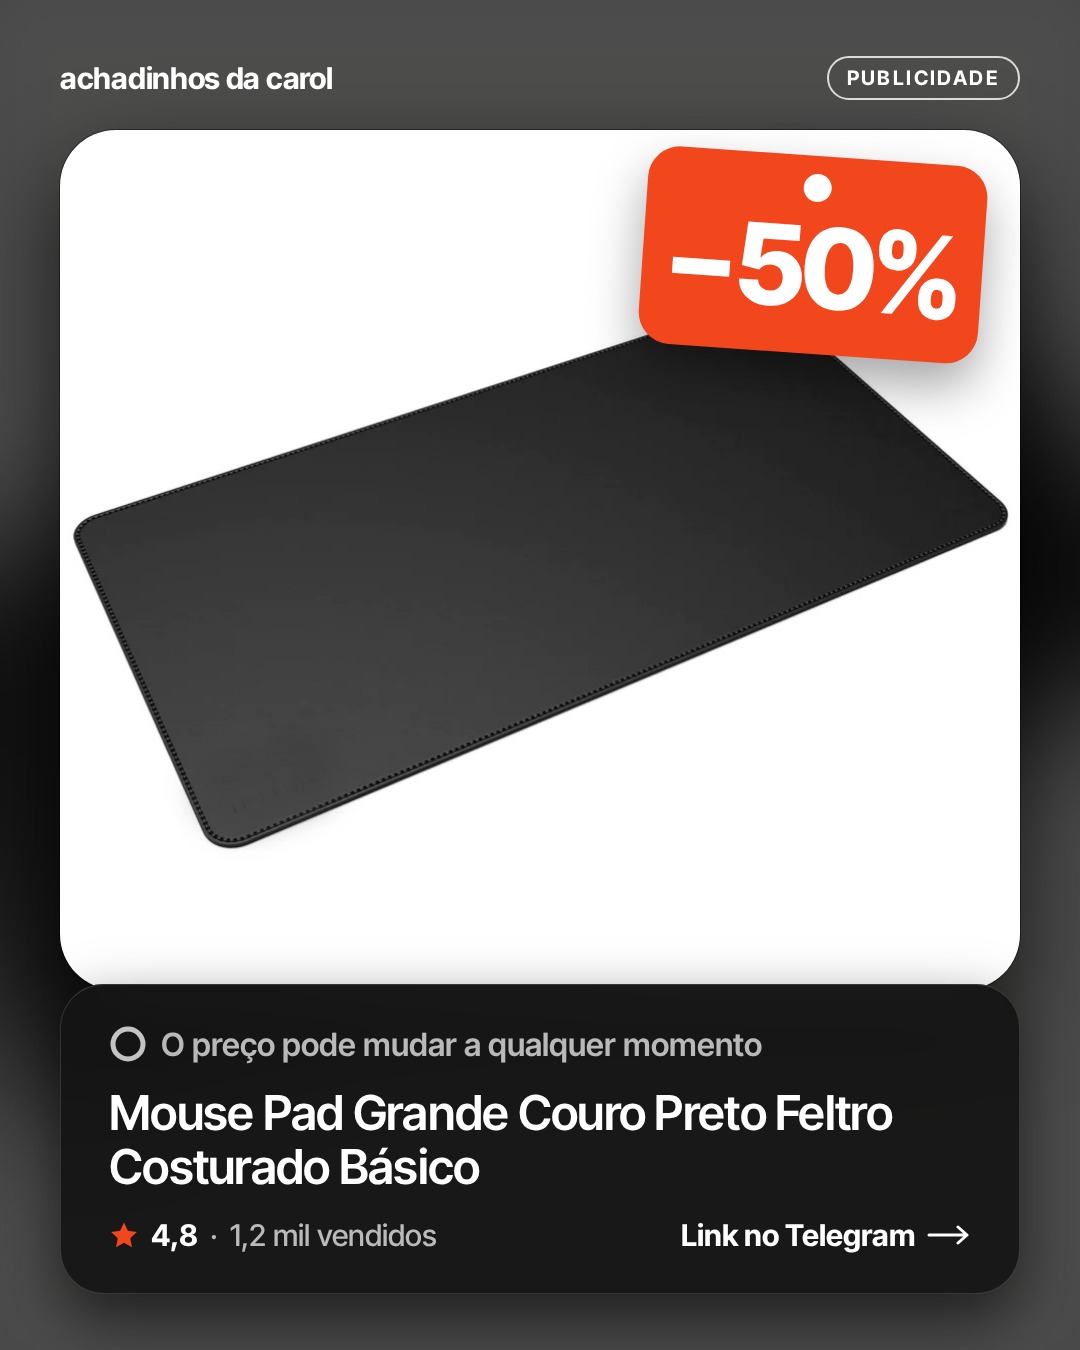 achadinhos da carol
PUBLICIDADE
−50%
O preço pode mudar a qualquer momento
Mouse Pad Grande Couro Preto Feltro
Costurado Básico
4,8 · 1,2 mil vendidos
Link no Telegram →